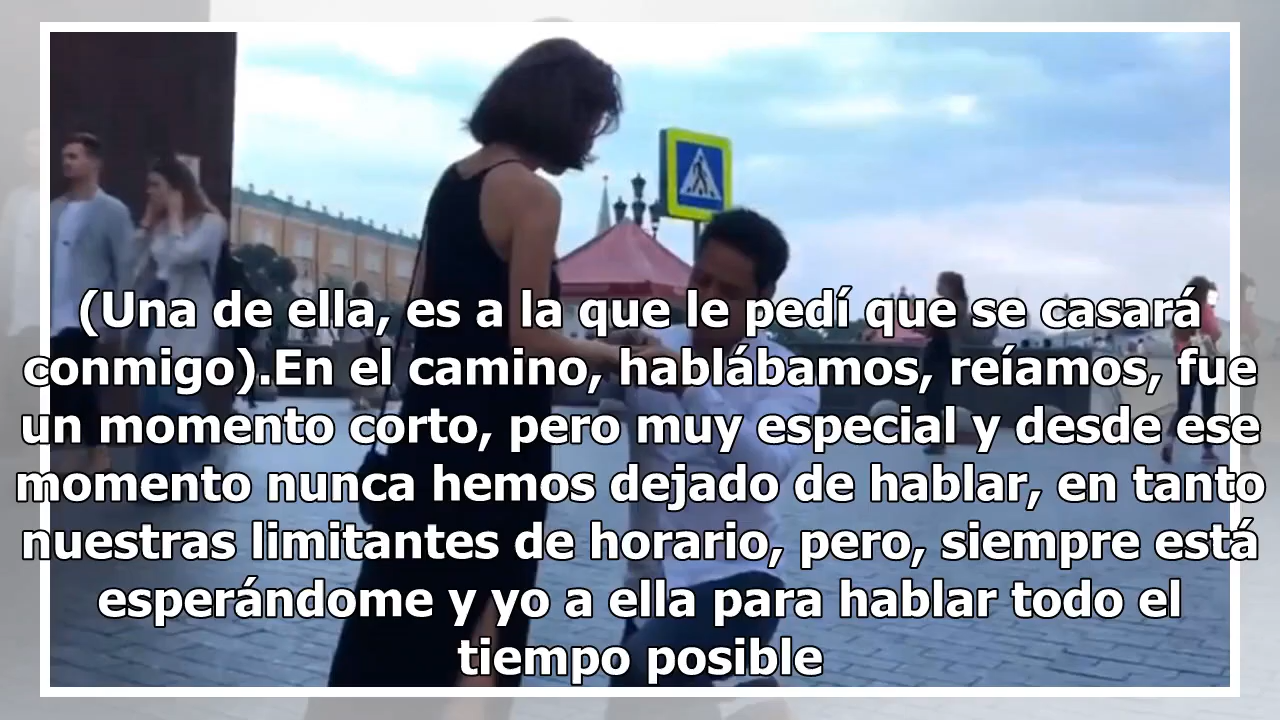 (Una de ella, es a la que le pedí que se casará
conmigo).En el camino, hablábamos, reíamos, fue
un momento corto, pero muy especial y desde ese
momento nunca hemos dejado de hablar, en tanto
nuestras limitantes de horario, pero, siempre está
esperándome y yo a ella para hablar todo el
tiempo posible